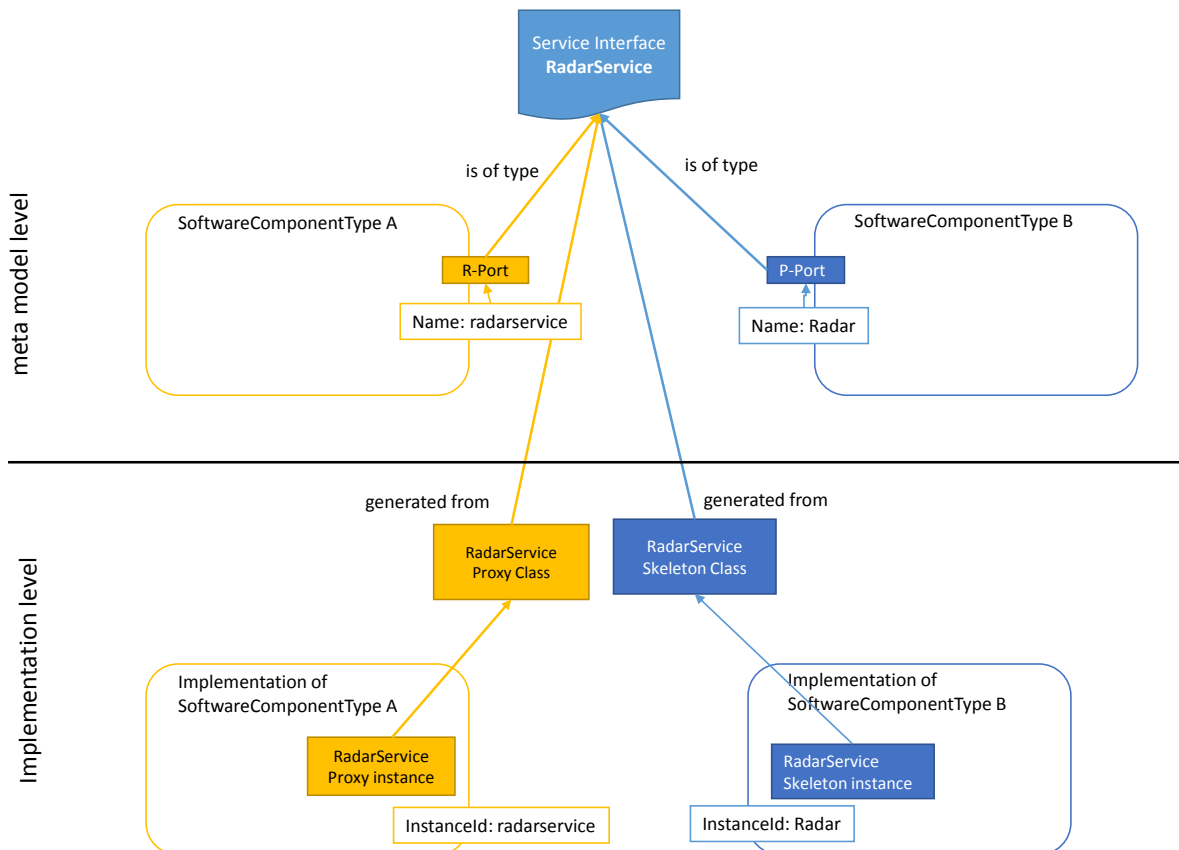 Service Interface
RadarService
is of type
is of type
meta model level
SoftwareComponentType A
SoftwareComponentType B
R-Port
P-Port
Name: radarservice
Name: Radar
generated from
generated from
Implementation level
RadarService
Proxy Class
RadarService
Skeleton Class
Implementation of
SoftwareComponentType A
Implementation of
SoftwareComponentType B
RadarService
Proxy instance
RadarService
Skeleton instance
InstanceId: radarservice
InstanceId: Radar